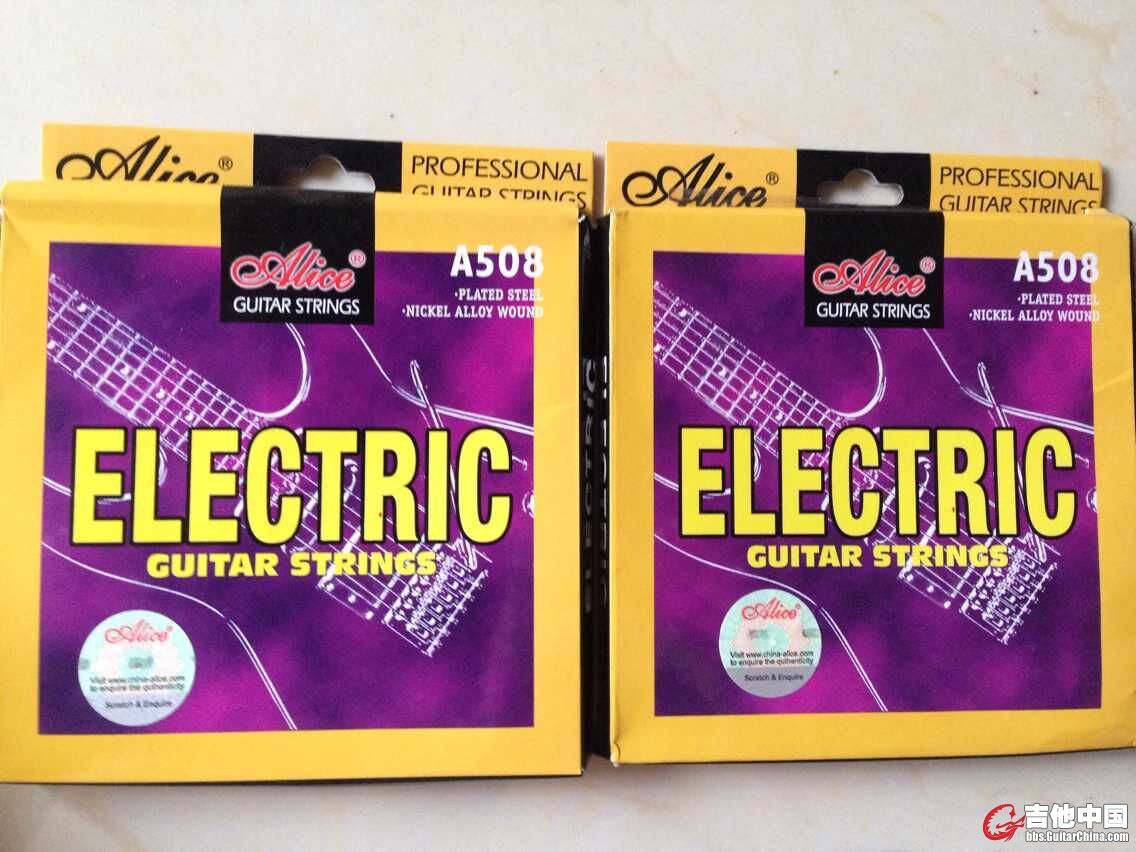 Alice®
PROFESSIONAL
GUITAR STRINGS
Alice®
GUITAR STRINGS
A508
·PLATED STEEL
·NICKEL ALLOY WOUND
ELECTRIC
GUITAR STRINGS
Alice®
Visit www.china-alice.com
to enquire the quthenticity
Scratch & Enquire
ELECTRIC
Alice®
PROFESSIONAL
GUITAR STRINGS
Alice®
GUITAR STRINGS
A508
·PLATED STEEL
·NICKEL ALLOY WOUND
ELECTRIC
GUITAR STRINGS
Alice®
Visit www.china-alice.com
to enquire the quthenticity
Scratch & Enquire
吉他中国
bbs.GuitarChina.com